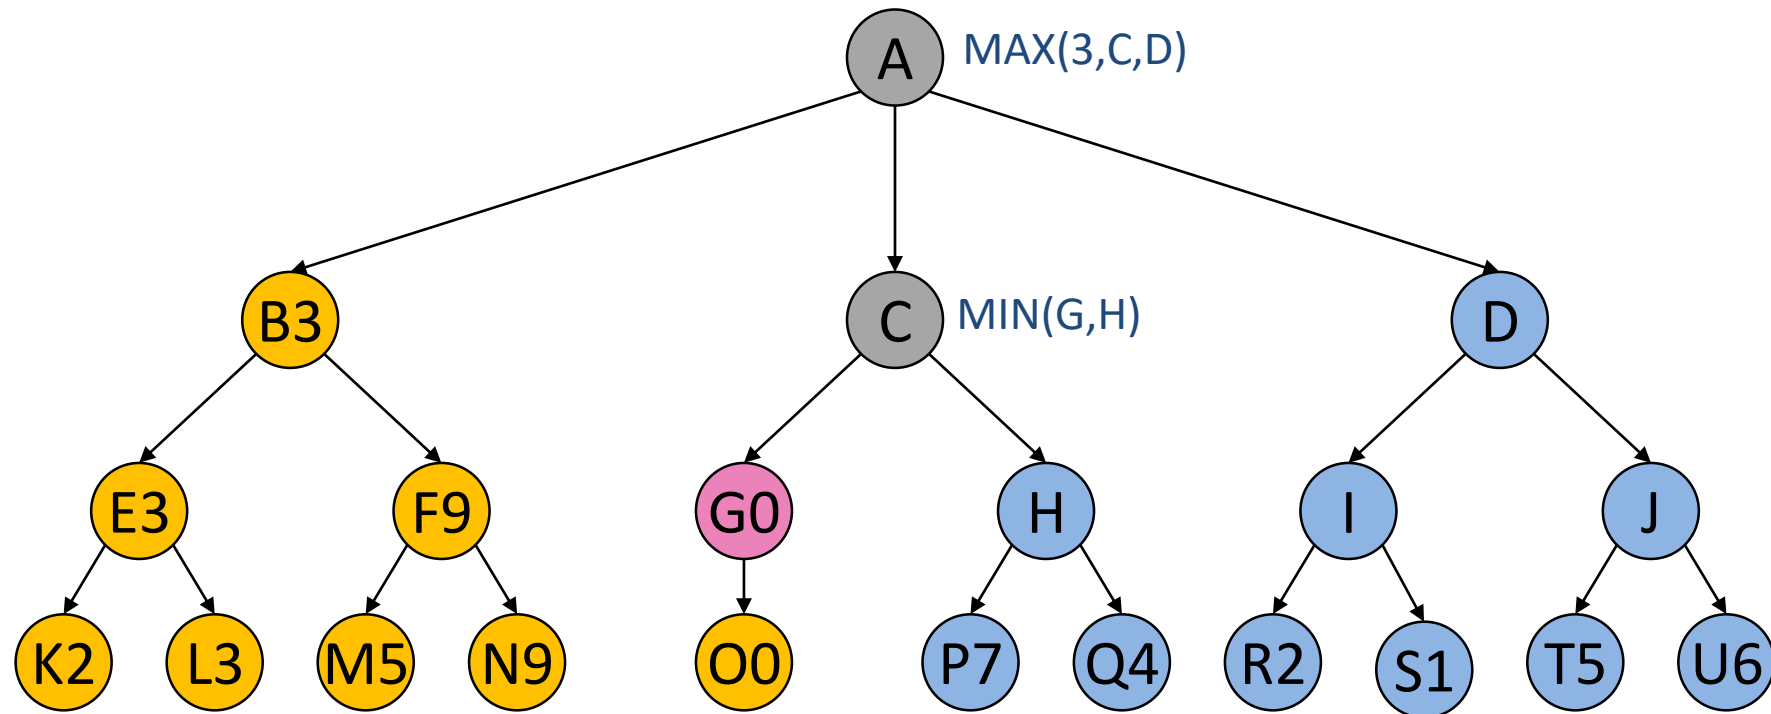 A MAX(3,C,D)
B3 C MIN(G,H) D
E3 F9 G0 H I J
K2 L3 M5 N9 O0 P7 Q4 R2 S1 T5 U6